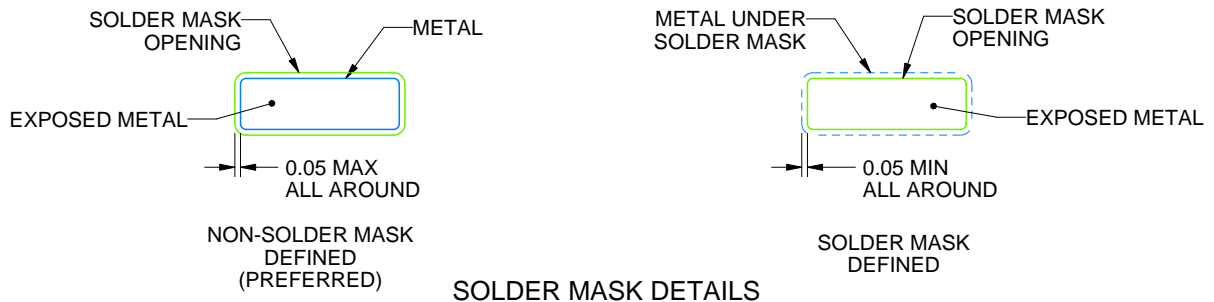 SOLDER MASK
OPENING
METAL
EXPOSED METAL
0.05 MAX
ALL AROUND
NON-SOLDER MASK
DEFINED
(PREFERRED)
METAL UNDER
SOLDER MASK
SOLDER MASK
OPENING
EXPOSED METAL
0.05 MIN
ALL AROUND
SOLDER MASK
DEFINED
SOLDER MASK DETAILS